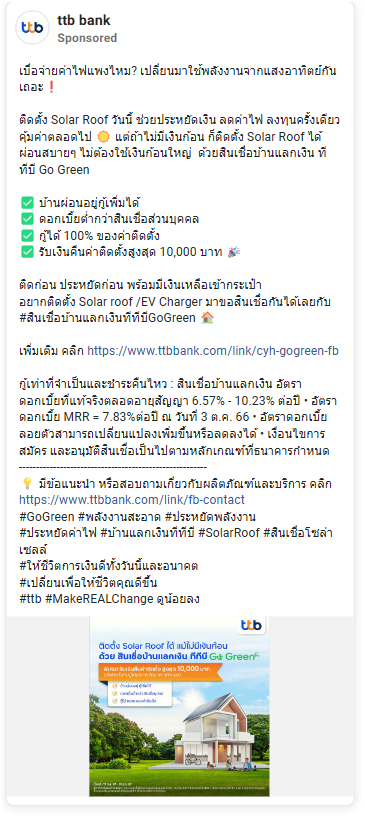 ttb
ttb bank
Sponsored
เบื่อจ่ายค่าไฟแพงไหม? เปลี่ยนมาใช้พลังงานจากแสงอาทิตย์กัน
เถอะ❗
ติดตั้ง Solar Roof วันนี้ ช่วยประหยัดเงิน ลดค่าไฟ ลงทุนครั้งเดียว
คุ้มค่าตลอดไป 🌞 แต่ถ้าไม่มีเงินก้อน ก็ติดตั้ง Solar Roof ได้
ผ่อนสบายๆ ไม่ต้องใช้เงินก้อนใหญ่ ด้วยสินเชื่อบ้านแลกเงิน ที
ทีบี Go Green
✅ บ้านผ่อนอยู่กู้เพิ่มได้
✅ ดอกเบี้ยต่ำกว่าสินเชื่อส่วนบุคคล
✅ กู้ได้ 100% ของค่าติดตั้ง
✅ รับเงินคืนค่าติดตั้งสูงสุด 10,000 บาท 🎉
ติดก่อน ประหยัดก่อน พร้อมมีเงินเหลือเข้ากระเป๋า
อยากติดตั้ง Solar roof /EV Charger มาขอสินเชื่อกันได้เลยกับ
#สินเชื่อบ้านแลกเงินทีทีบีGoGreen 🏠
เพิ่มเติม คลิก https://www.ttbbank.com/link/cyh-gogreen-fb
กู้เท่าที่จำเป็นและชำระคืนไหว : สินเชื่อบ้านแลกเงิน อัตรา
ดอกเบี้ยที่แท้จริงตลอดอายุสัญญา 6.57% - 10.23% ต่อปี • อัตรา
ดอกเบี้ย MRR = 7.83%ต่อปี ณ วันที่ 3 ต.ค. 66 • อัตราดอกเบี้ย
ลอยตัวสามารถเปลี่ยนแปลงเพิ่มขึ้นหรือลดลงได้ • เงื่อนไขการ
สมัคร และอนุมัติสินเชื่อเป็นไปตามหลักเกณฑ์ที่ธนาคารกำหนด
-----------------------------------------------
💡 มีข้อแนะนำ หรือสอบถามเกี่ยวกับผลิตภัณฑ์และบริการ คลิก
https://www.ttbbank.com/link/fb-contact
#GoGreen #พลังงานสะอาด #ประหยัดพลังงาน
#ประหยัดค่าไฟ #บ้านแลกเงินทีทีบี #SolarRoof #สินเชื่อโซล่า
เซลล์
#ให้ชีวิตการเงินดีทั้งวันนี้และอนาคต
#เปลี่ยนเพื่อให้ชีวิตคุณดีขึ้น
#ttb #MakeREALChange ดูน้อยลง
ttb
ติดตั้ง Solar Roof ได้ แม้ไม่มีเงินก้อน
ด้วย สินเชื่อบ้านแลกเงิน ทีทีบี Go Green